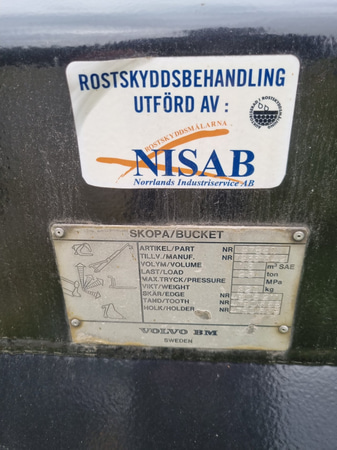 ROSTSKYDDSBEHANDLING
UTFÖRD AV :
ROSTSKYDDSMÅLARNA
NISAB
Norrlands Industriservice AB
SKOPA/BUCKET
ARTIKEL/PART NR
TILLV./MANUF. NR
VOLYM/VOLUME m³ SAE
LAST/LOAD ton
MAX.TRYCK/PRESSURE MPa
VIKT/WEIGHT kg
SKÄR/EDGE NR
TAND/TOOTH NR
HOLK/HOLDER NR
VOLVO BM
SWEDEN